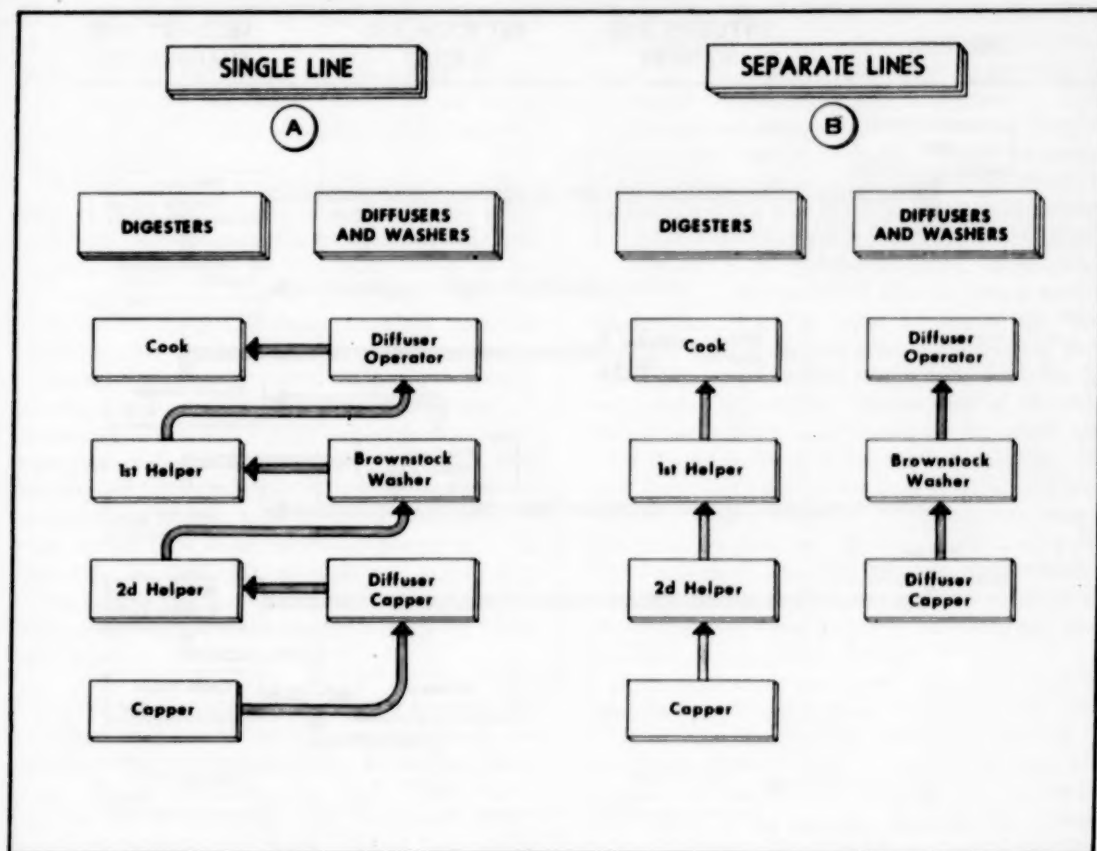 SINGLE LINE
A
DIGESTERS
DIFFUSERS
AND WASHERS
Cook
Diffuser
Operator
1st Helper
Brownstock
Washer
2d Helper
Diffuser
Capper
Capper
SEPARATE LINES
B
DIGESTERS
DIFFUSERS
AND WASHERS
Cook
Diffuser
Operator
1st Helper
Brownstock
Washer
2d Helper
Diffuser
Capper
Capper